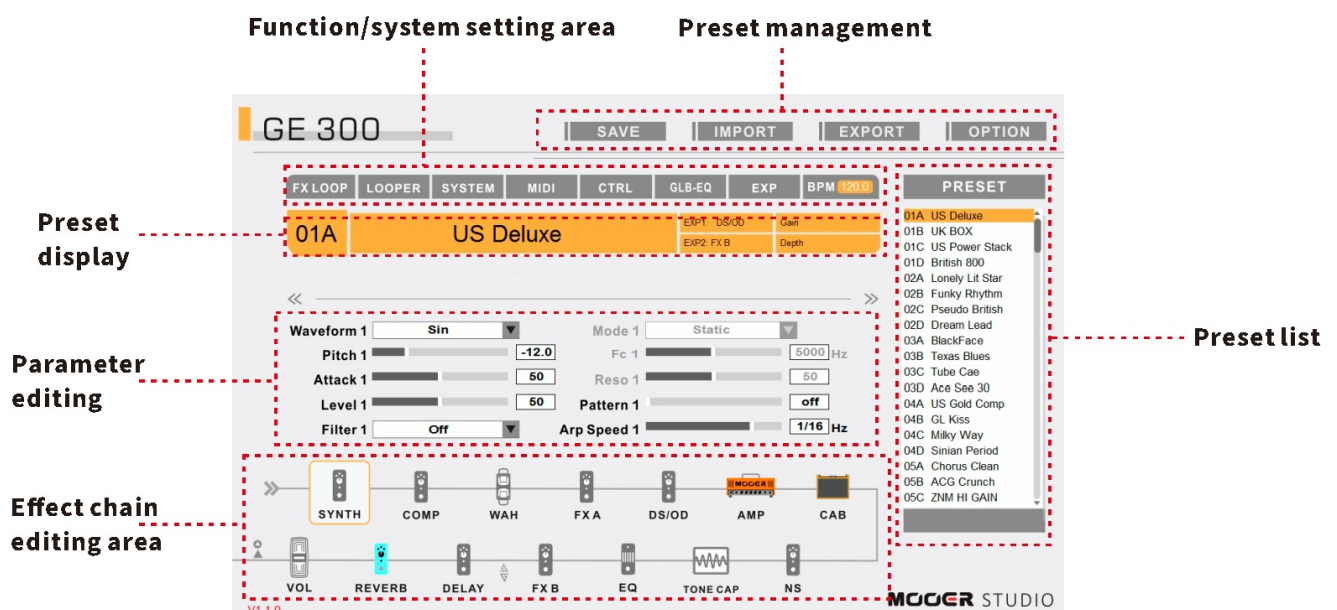 Function/system setting area
Preset management
GE 300
SAVE
IMPORT
EXPORT
OPTION
FX LOOP
LOOPER
SYSTEM
MIDI
CTRL
GLB-EQ
EXP
BPM 120.0
PRESET
Preset
display
01A
US Deluxe
EXP1: DS/OD
Gain
EXP2: FX B
Depth
01A US Deluxe
01B UK BOX
01C US Power Stack
01D British 800
02A Lonely Lit Star
02B Funky Rhythm
02C Pseudo British
02D Dream Lead
03A BlackFace
03B Texas Blues
03C Tube Cae
03D Ace See 30
04A US Gold Comp
04B GL Kiss
04C Milky Way
04D Sinian Period
05A Chorus Clean
05B ACG Crunch
05C ZNM HI GAIN
Preset list
Parameter
editing
Waveform 1 Sin
Mode 1 Static
Pitch 1 -12.0
Fc 1 5000 Hz
Attack 1 50
Reso 1 50
Level 1 50
Pattern 1 off
Filter 1 Off
Arp Speed 1 1/16 Hz
Effect chain
editing area
MOOER
SYNTH
COMP
WAH
FX A
DS/OD
AMP
CAB
VOL
REVERB
DELAY
FX B
EQ
TONE CAP
NS
V1.1.0
MOOER STUDIO